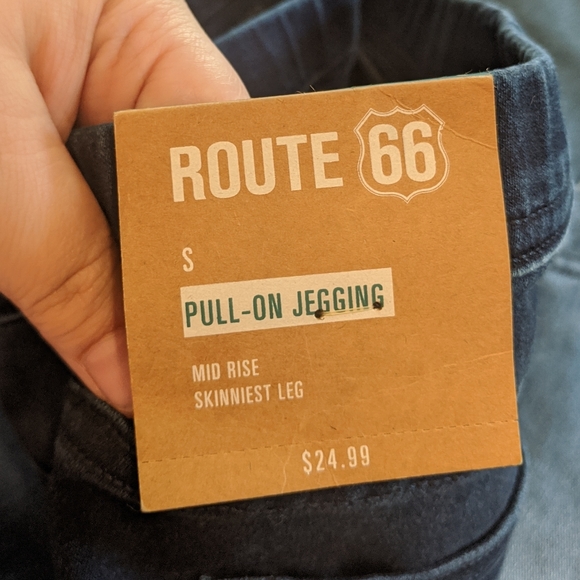 ROUTE 66
S
PULL-ON JEGGING
MID RISE
SKINNIEST LEG
$24.99